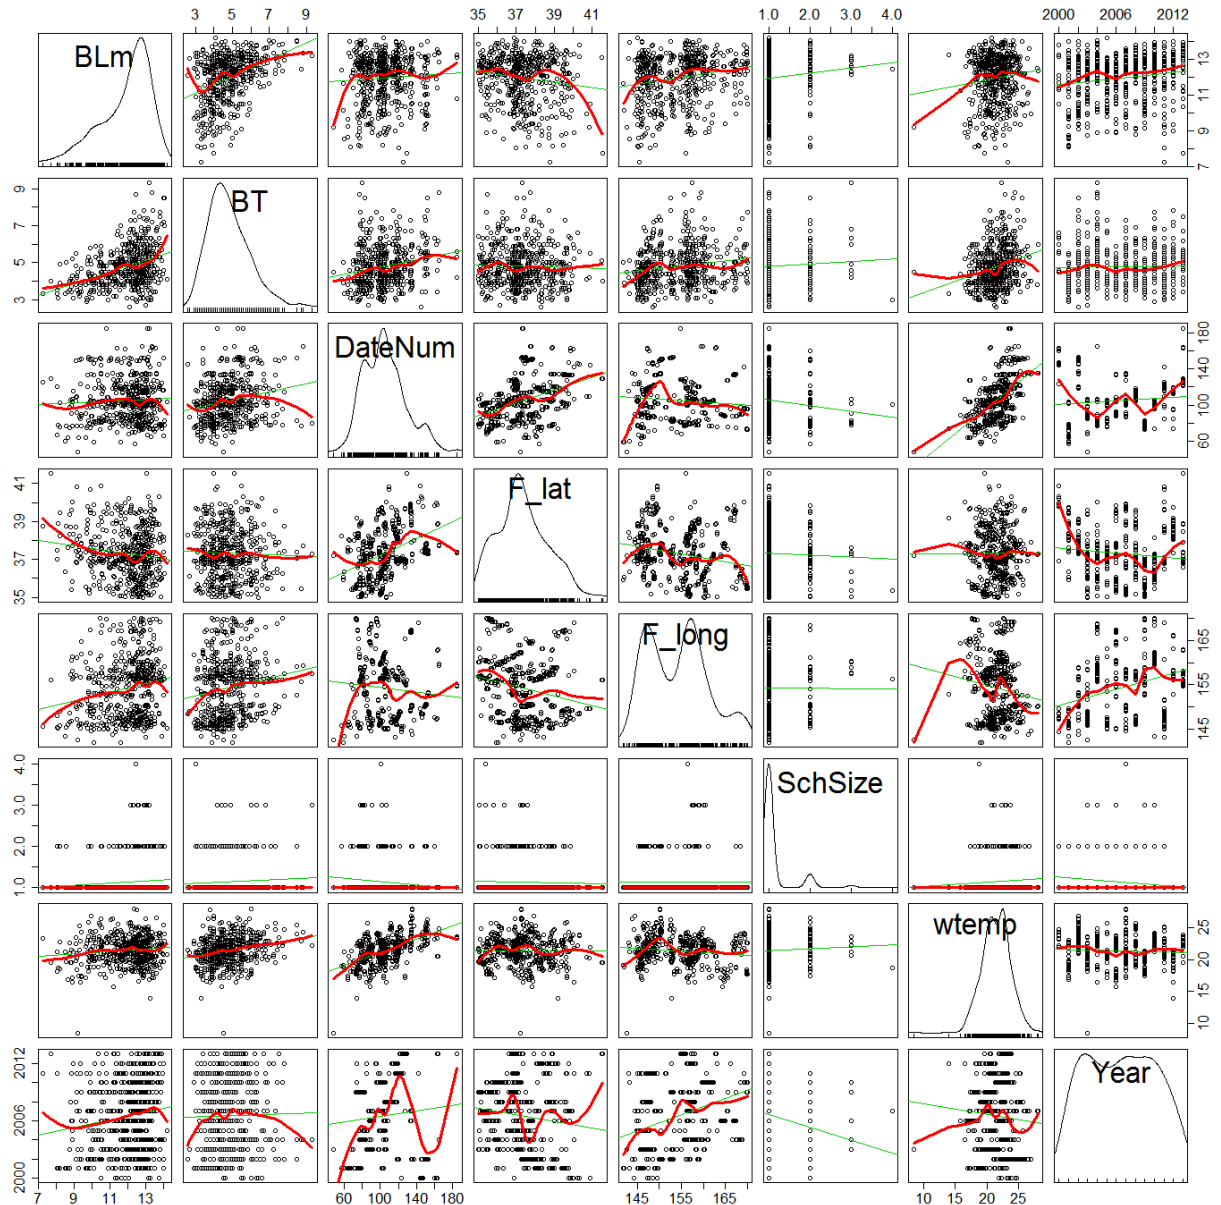 3 5 7 9 35 37 39 41 1.0 2.0 3.0 4.0 2000 2006 2012
BLm
7 9 11 13
BT
3 5 7 9
DateNum
60 100 140 180
F_lat
35 37 39 41
F_long
145 155 165
SchSize
1.0 2.0 3.0 4.0
wtemp
10 15 20 25
Year
2000 2006 2012
7 9 11 13 60 100 140 180 145 155 165 10 15 20 25